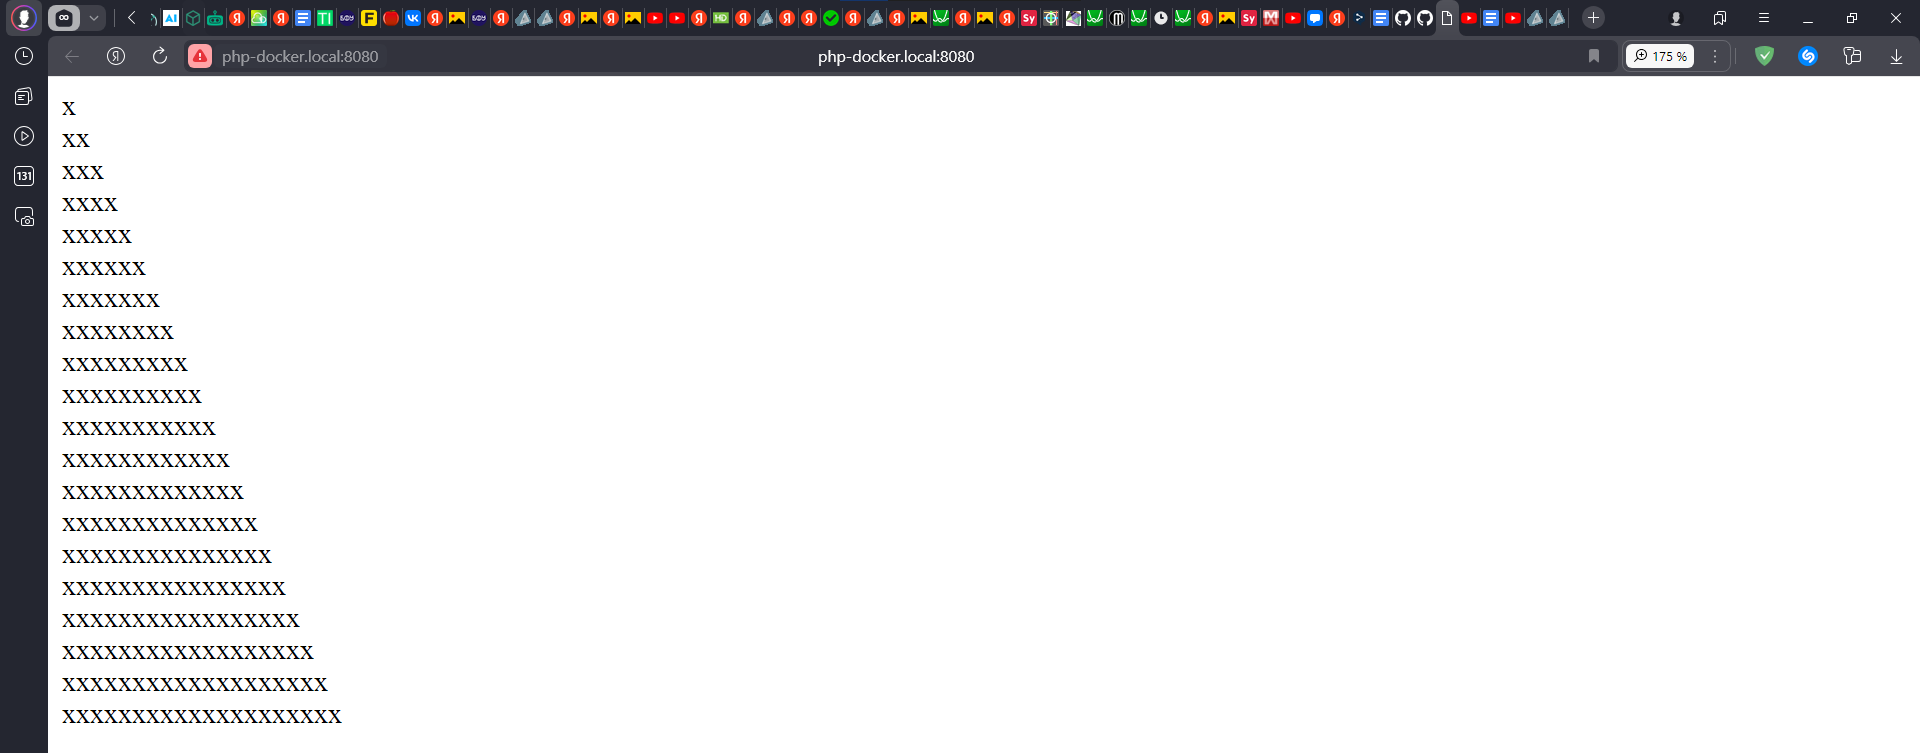 php-docker.local:8080
php-docker.local:8080
175 %
131
x
xx
xxx
xxxx
xxxxx
xxxxxx
xxxxxxx
xxxxxxxx
xxxxxxxxx
xxxxxxxxxx
xxxxxxxxxxx
xxxxxxxxxxxx
xxxxxxxxxxxxx
xxxxxxxxxxxxxx
xxxxxxxxxxxxxxx
xxxxxxxxxxxxxxxx
xxxxxxxxxxxxxxxxx
xxxxxxxxxxxxxxxxxx
xxxxxxxxxxxxxxxxxxx
xxxxxxxxxxxxxxxxxxxx